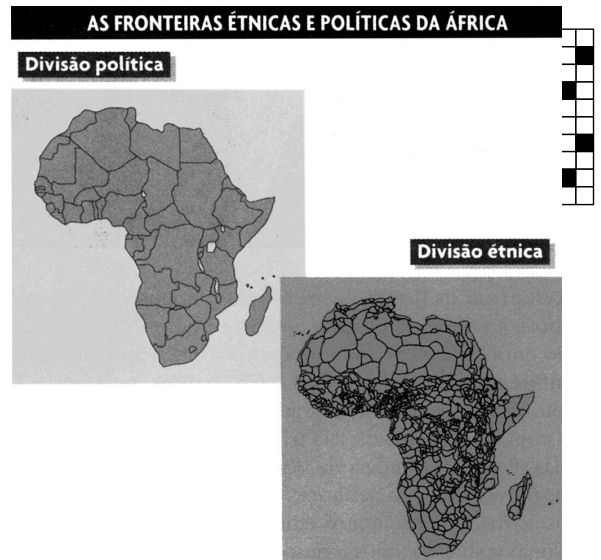 AS FRONTEIRAS ÉTNICAS E POLÍTICAS DA ÁFRICA
Divisão política
Divisão étnica